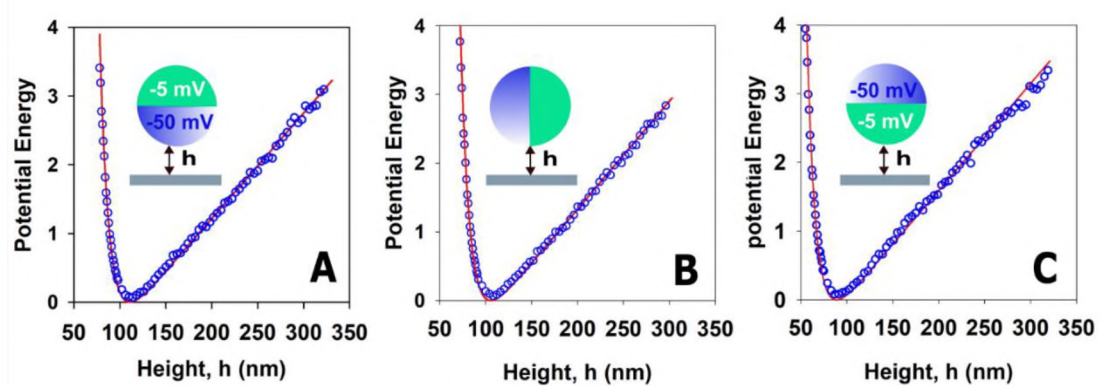 4
3
2
1
0
Potential Energy
-5 mV
-50 mV
h
A
50 100 150 200 250 300 350
Height, h (nm)
4
3
2
1
0
Potential Energy
h
B
50 100 150 200 250 300 350
Height, h (nm)
4
3
2
1
0
potential Energy
-50 mV
-5 mV
h
C
50 100 150 200 250 300 350
Height, h (nm)